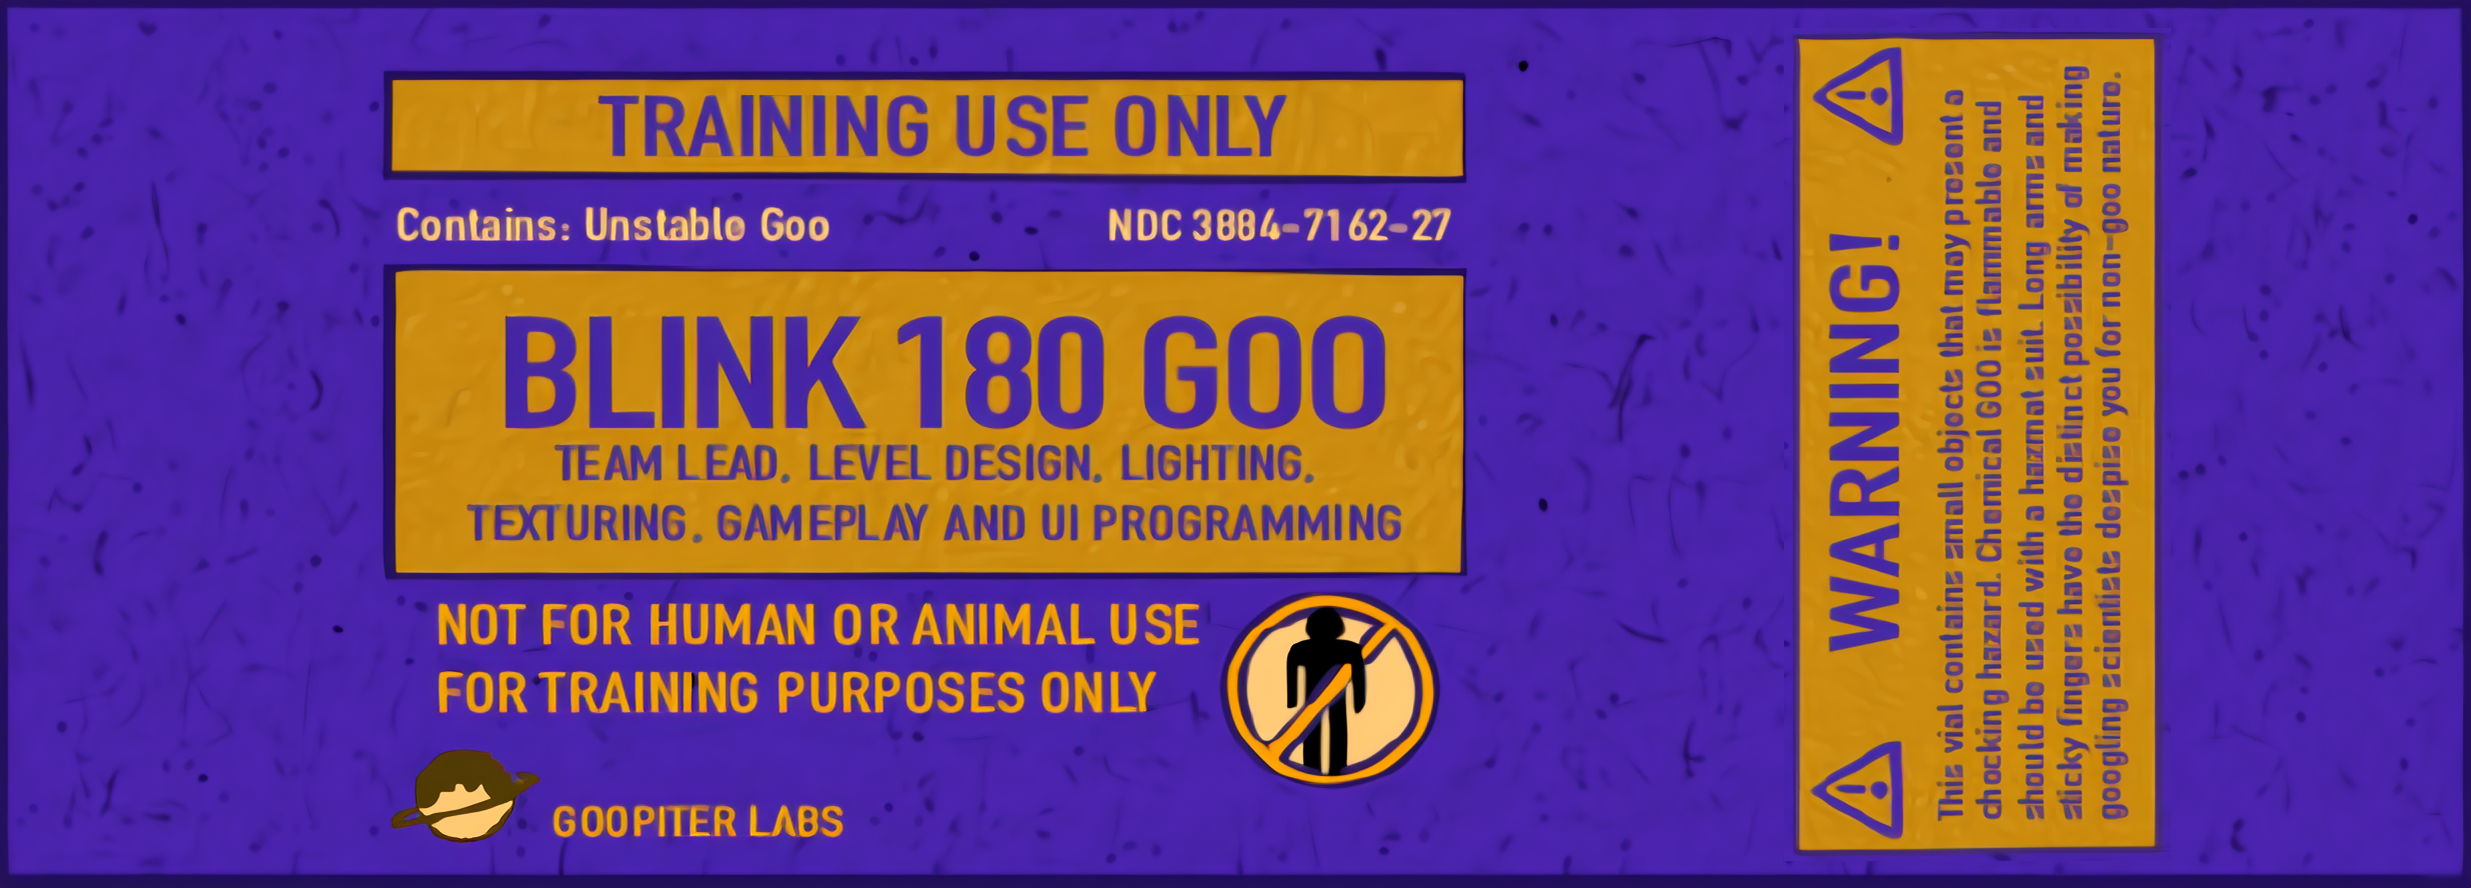 TRAINING USE ONLY
Contains: Unstable Goo
NDC 3884-7162-27
BLINK 180 GOO
TEAM LEAD, LEVEL DESIGN, LIGHTING,
TEXTURING, GAMEPLAY AND UI PROGRAMMING
NOT FOR HUMAN OR ANIMAL USE
FOR TRAINING PURPOSES ONLY
GOOPITER LABS
WARNING!
This vial contains small objects that may present a
chocking hazard. Chemical GOO is flammable and
should be used with a hazmat suit. Long arms and
sticky fingers have the distinct possibility of making
googling scientists despise you for non-goo nature.